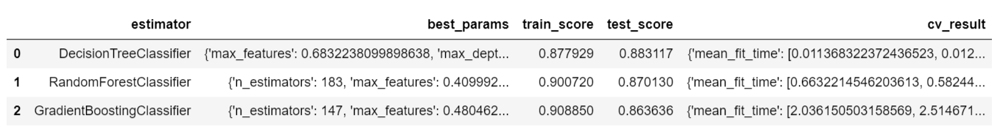 estimator best_params train_score test_score cv_result
0 DecisionTreeClassifier {'max_features': 0.6832238099898638, 'max_dept... 0.877929 0.883117 {'mean_fit_time': [0.011368322372436523, 0.012...
1 RandomForestClassifier {'n_estimators': 183, 'max_features': 0.409992... 0.900720 0.870130 {'mean_fit_time': [0.6632214546203613, 0.58244...
2 GradientBoostingClassifier {'n_estimators': 147, 'max_features': 0.480462... 0.908850 0.863636 {'mean_fit_time': [2.036150503158569, 2.514671...